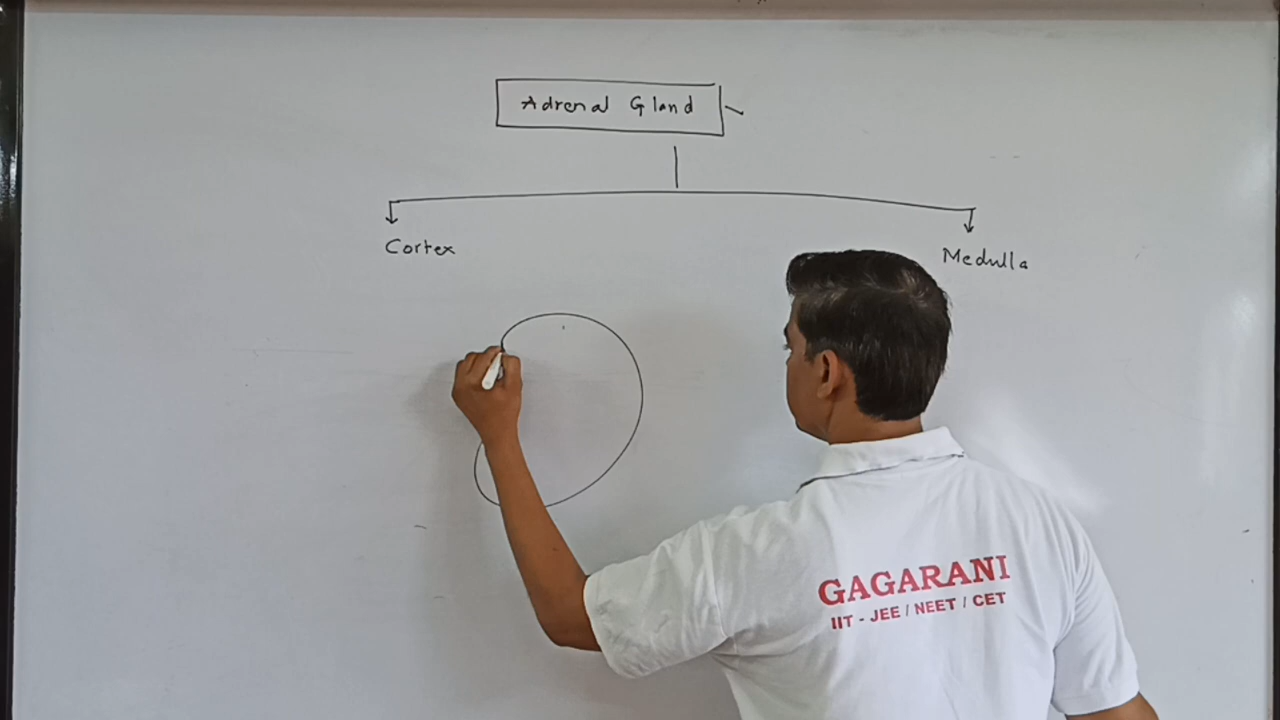 Adrenal Gland
Cortex
Medulla
GAGARANI
IIT - JEE / NEET / CET